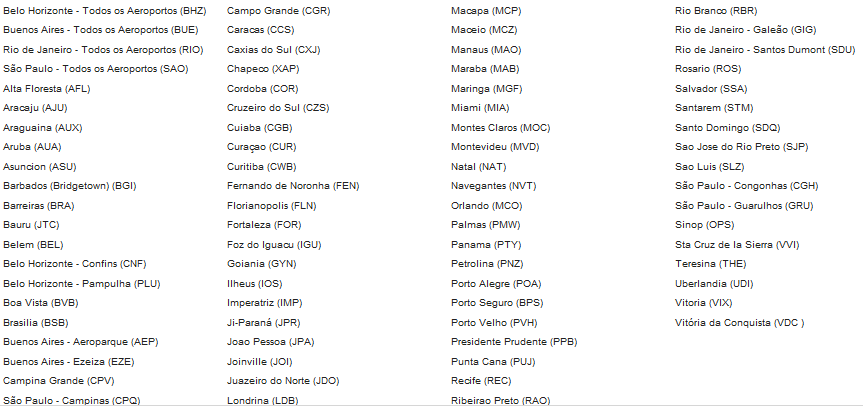 Belo Horizonte - Todos os Aeroportos (BHZ)
Buenos Aires - Todos os Aeroportos (BUE)
Rio de Janeiro - Todos os Aeroportos (RIO)
São Paulo - Todos os Aeroportos (SAO)
Alta Floresta (AFL)
Aracaju (AJU)
Araguaina (AUX)
Aruba (AUA)
Asuncion (ASU)
Barbados (Bridgetown) (BGI)
Barreiras (BRA)
Bauru (JTC)
Belem (BEL)
Belo Horizonte - Confins (CNF)
Belo Horizonte - Pampulha (PLU)
Boa Vista (BVB)
Brasilia (BSB)
Buenos Aires - Aeroparque (AEP)
Buenos Aires - Ezeiza (EZE)
Campina Grande (CPV)
São Paulo - Campinas (CPQ)
Campo Grande (CGR)
Caracas (CCS)
Caxias do Sul (CXJ)
Chapeco (XAP)
Cordoba (COR)
Cruzeiro do Sul (CZS)
Cuiaba (CGB)
Curaçao (CUR)
Curitiba (CWB)
Fernando de Noronha (FEN)
Florianopolis (FLN)
Fortaleza (FOR)
Foz do Iguacu (IGU)
Goiania (GYN)
Ilheus (IOS)
Imperatriz (IMP)
Ji-Paraná (JPR)
Joao Pessoa (JPA)
Joinville (JOI)
Juazeiro do Norte (JDO)
Londrina (LDB)
Macapa (MCP)
Maceio (MCZ)
Manaus (MAO)
Maraba (MAB)
Maringa (MGF)
Miami (MIA)
Montes Claros (MOC)
Montevideu (MVD)
Natal (NAT)
Navegantes (NVT)
Orlando (MCO)
Palmas (PMW)
Panama (PTY)
Petrolina (PNZ)
Porto Alegre (POA)
Porto Seguro (BPS)
Porto Velho (PVH)
Presidente Prudente (PPB)
Punta Cana (PUJ)
Recife (REC)
Ribeirao Preto (RAO)
Rio Branco (RBR)
Rio de Janeiro - Galeão (GIG)
Rio de Janeiro - Santos Dumont (SDU)
Rosario (ROS)
Salvador (SSA)
Santarem (STM)
Santo Domingo (SDQ)
Sao Jose do Rio Preto (SJP)
Sao Luis (SLZ)
São Paulo - Congonhas (CGH)
São Paulo - Guarulhos (GRU)
Sinop (OPS)
Sta Cruz de la Sierra (VVI)
Teresina (THE)
Uberlandia (UDI)
Vitoria (VIX)
Vitória da Conquista (VDC )